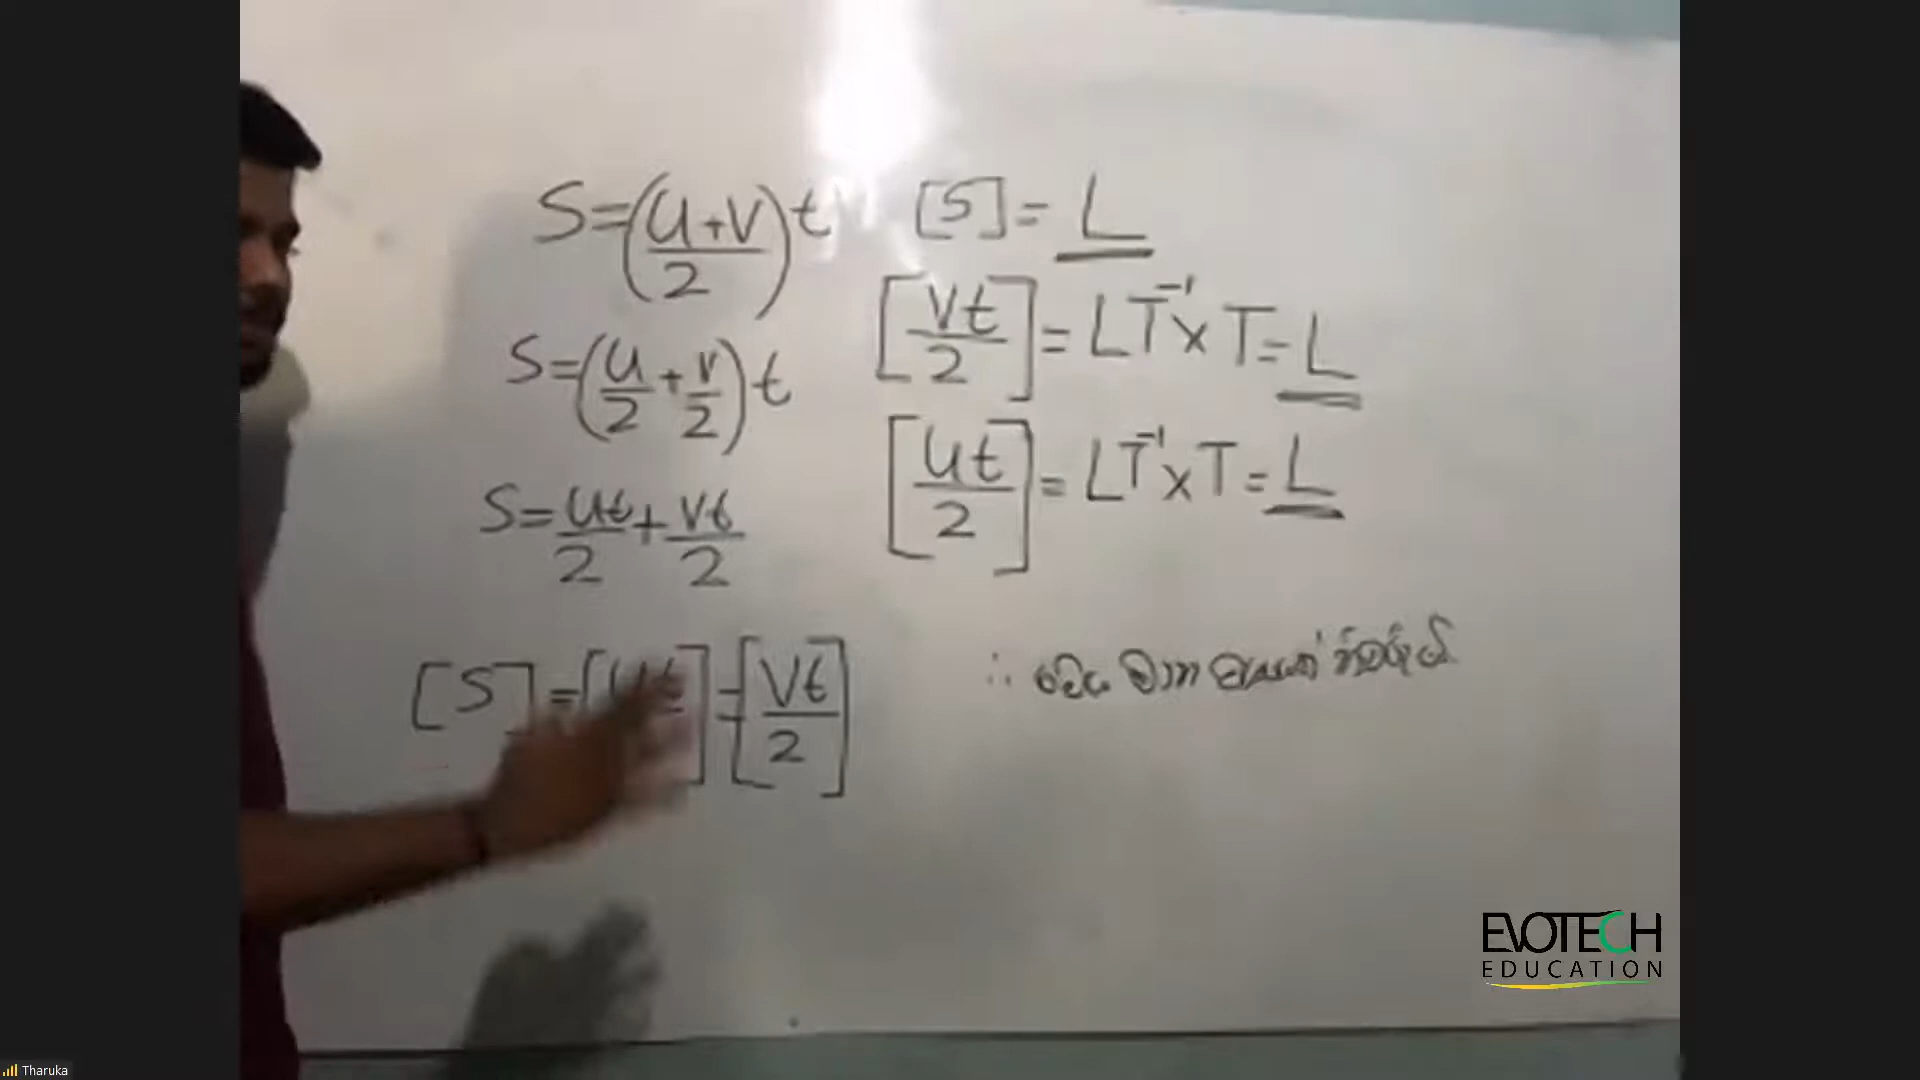 S=(u+v/2)t
S=(u/2+v/2)t
S=ut/2+vt/2
[S]=[ut]=[vt/2]
[S]=L
[vt/2]=LT⁻¹×T=L
[ut/2]=LT⁻¹×T=L
∴
EVOTECH
EDUCATION
Tharuka